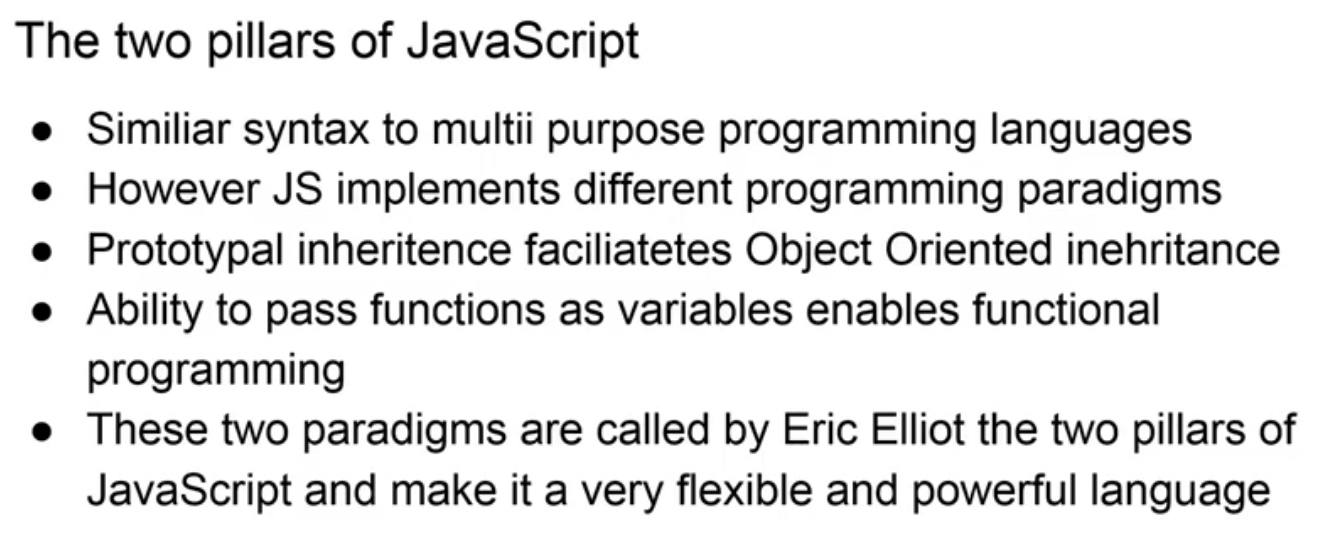 The two pillars of JavaScript
● Similiar syntax to multii purpose programming languages
● However JS implements different programming paradigms
● Prototypal inheritence faciliatetes Object Oriented inehritance
● Ability to pass functions as variables enables functional
programming
● These two paradigms are called by Eric Elliot the two pillars of
JavaScript and make it a very flexible and powerful language